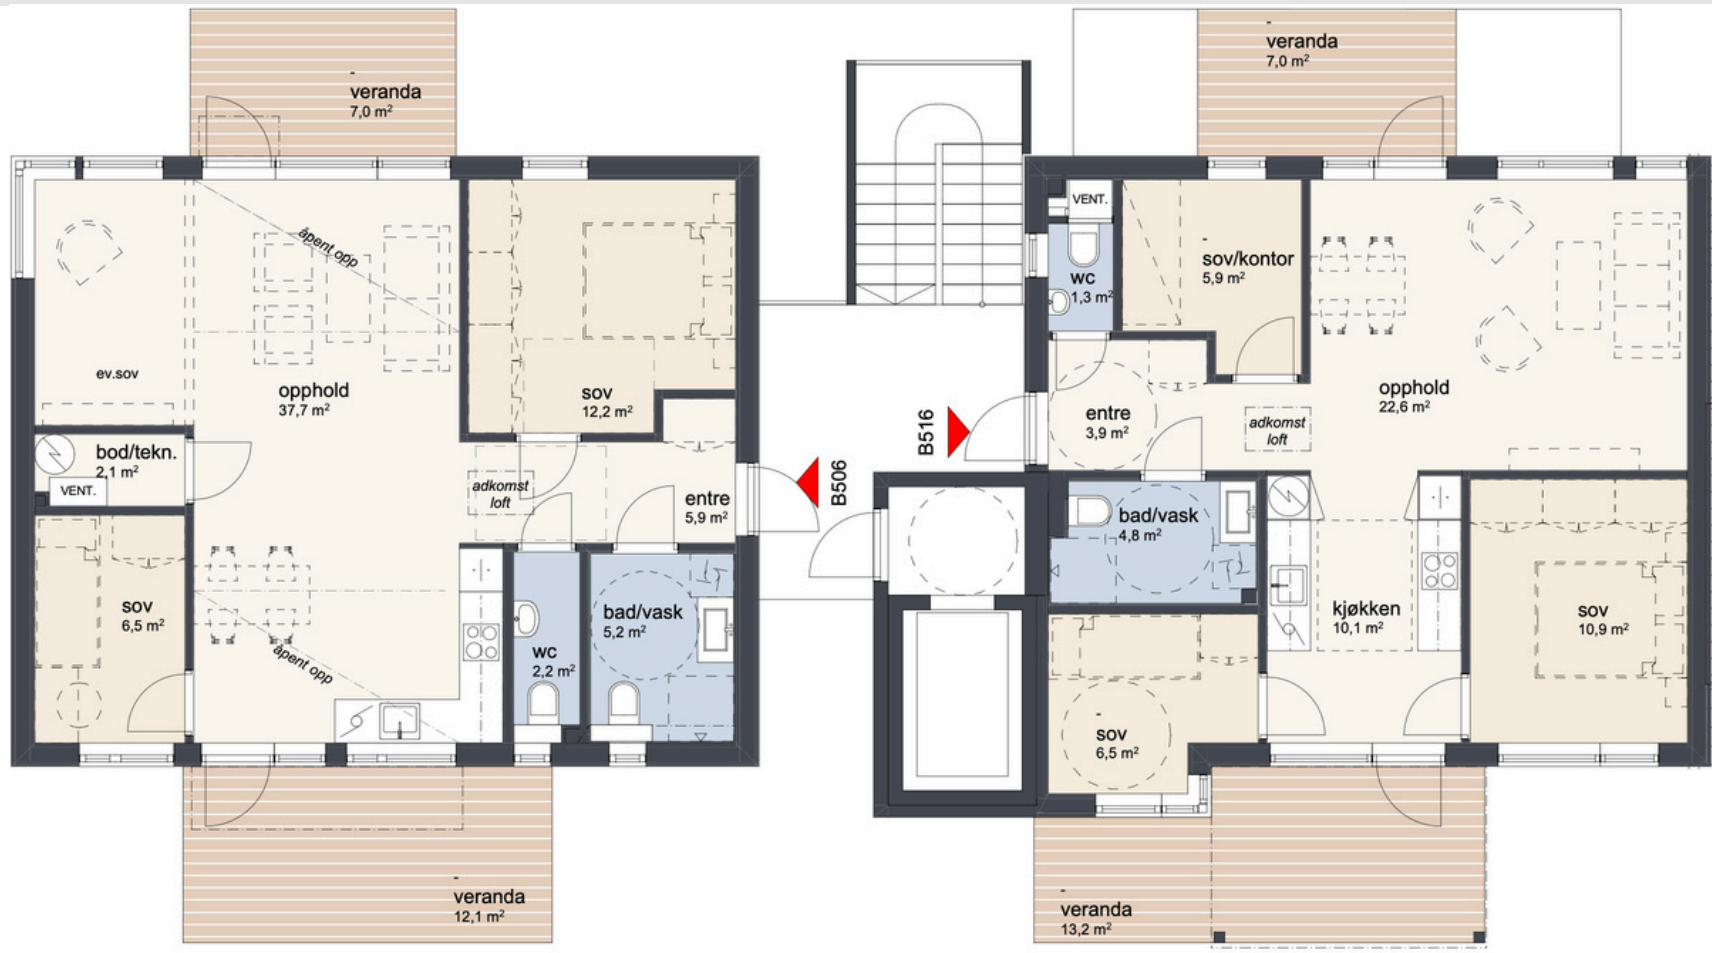 -
veranda
7,0 m²
åpent opp
ev.sov
opphold
37,7 m²
sov
12,2 m²
bod/tekn.
2,1 m²
VENT.
adkomst
loft
entre
5,9 m²
sov
6,5 m²
åpent opp
wc
2,2 m²
bad/vask
5,2 m²
-
veranda
12,1 m²
B506
B516
-
veranda
7,0 m²
VENT.
wc
1,3 m²
-
sov/kontor
5,9 m²
opphold
22,6 m²
entre
3,9 m²
adkomst
loft
bad/vask
4,8 m²
kjøkken
10,1 m²
sov
10,9 m²
-
sov
6,5 m²
-
veranda
13,2 m²